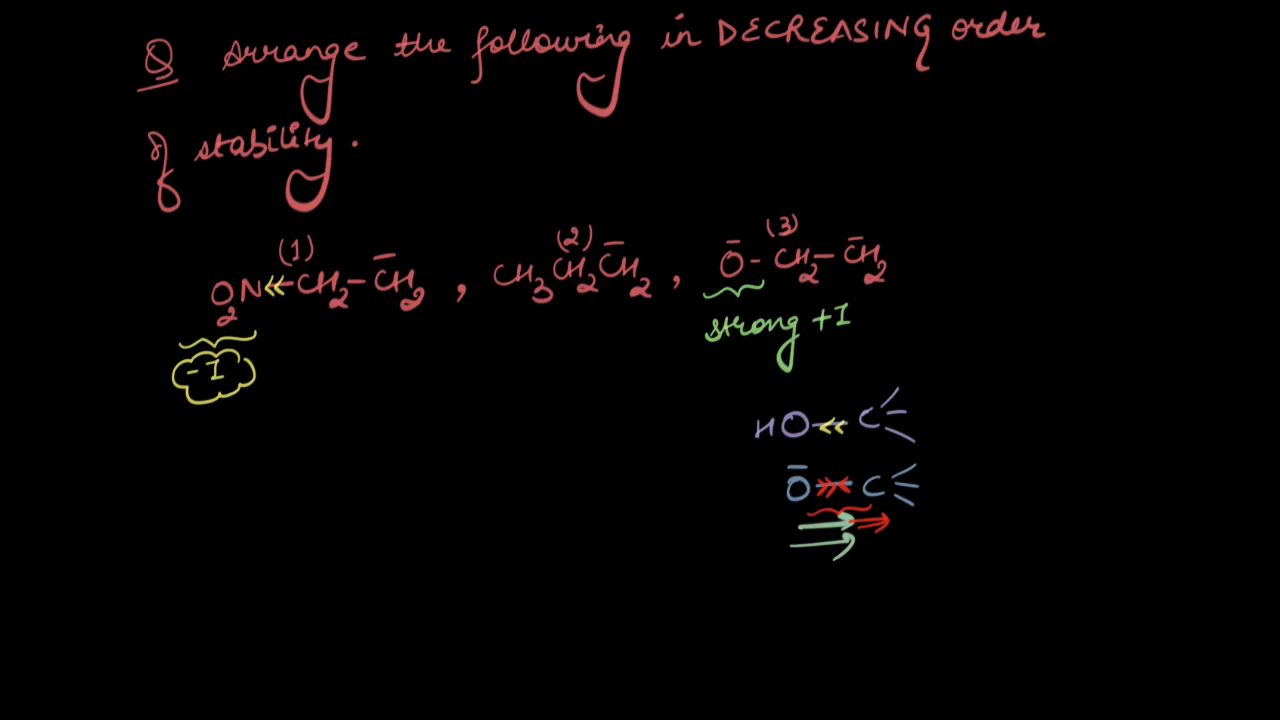 Q Arrange the following in DECREASING order
of stability.
(1) (2) (3)
O₂N-CH₂-C̄H₂ , CH₃CH₂C̄H₂ , Ō-CH₂-C̄H₂
strong +I
-I
HO-C
Ō-C